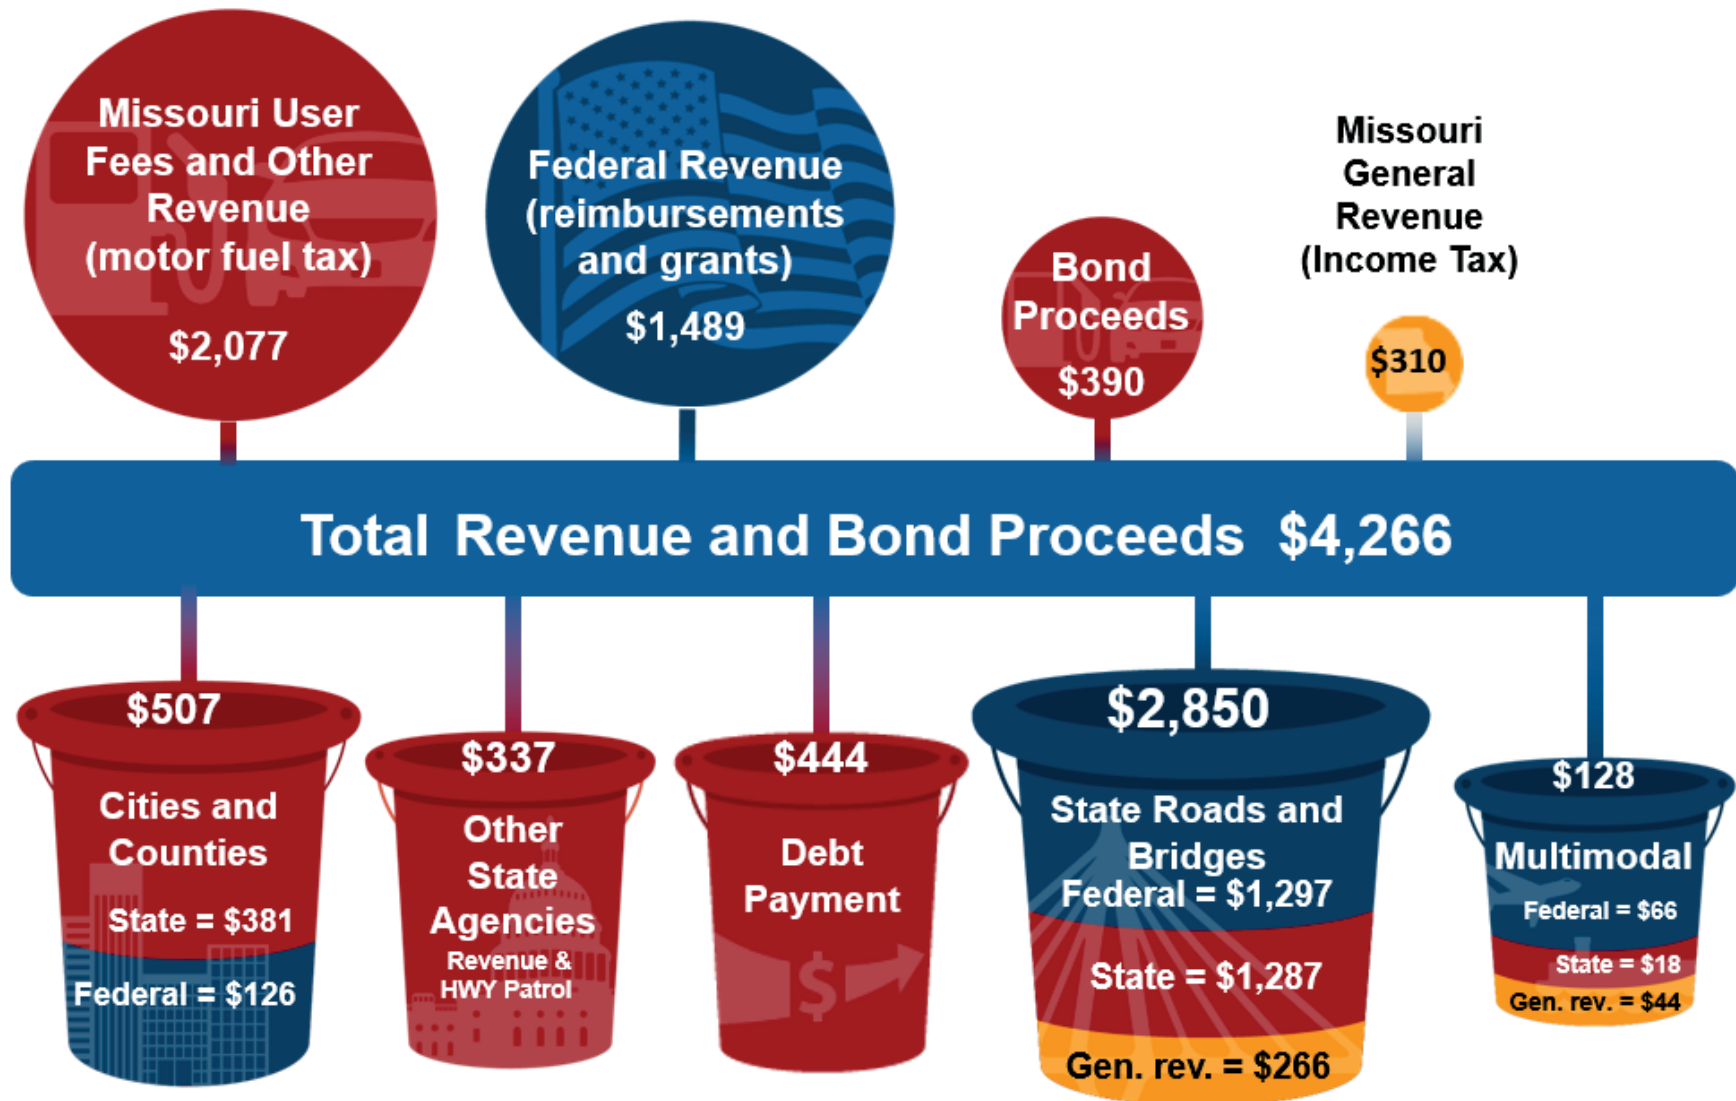 Missouri User
Fees and Other
Revenue
(motor fuel tax)
$2,077
Federal Revenue
(reimbursements
and grants)
$1,489
Bond
Proceeds
$390
Missouri
General
Revenue
(Income Tax)
$310
Total Revenue and Bond Proceeds $4,266
$507
Cities and
Counties
State = $381
Federal = $126
$337
Other
State
Agencies
Revenue &
HWY Patrol
$444
Debt
Payment
$
$2,850
State Roads and
Bridges
Federal = $1,297
State = $1,287
Gen. rev. = $266
$128
Multimodal
Federal = $66
State = $18
Gen. rev. = $44